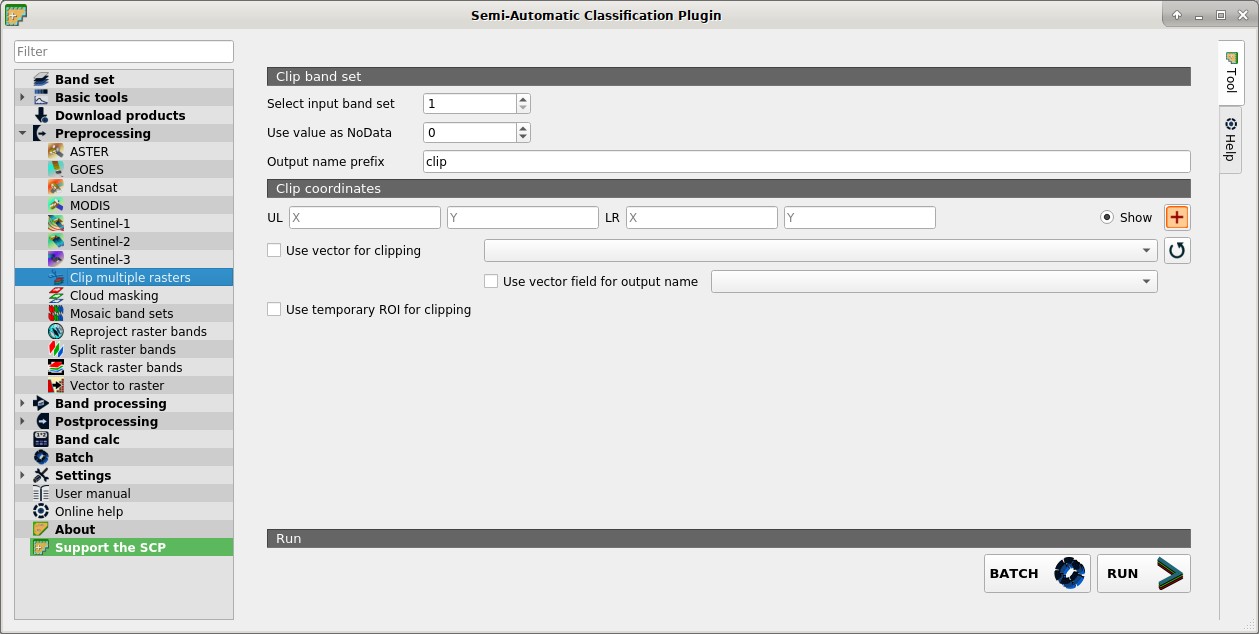 Semi-Automatic Classification Plugin
Filter
Band set
Basic tools
Download products
Preprocessing
ASTER
GOES
Landsat
MODIS
Sentinel-1
Sentinel-2
Sentinel-3
Clip multiple rasters
Cloud masking
Mosaic band sets
Reproject raster bands
Split raster bands
Stack raster bands
Vector to raster
Band processing
Postprocessing
Band calc
Batch
Settings
User manual
Online help
About
Support the SCP
Clip band set
Select input band set 1
Use value as NoData 0
Output name prefix clip
Clip coordinates
UL X Y LR X Y Show
Use vector for clipping
Use vector field for output name
Use temporary ROI for clipping
Run
BATCH RUN
Tool
Help